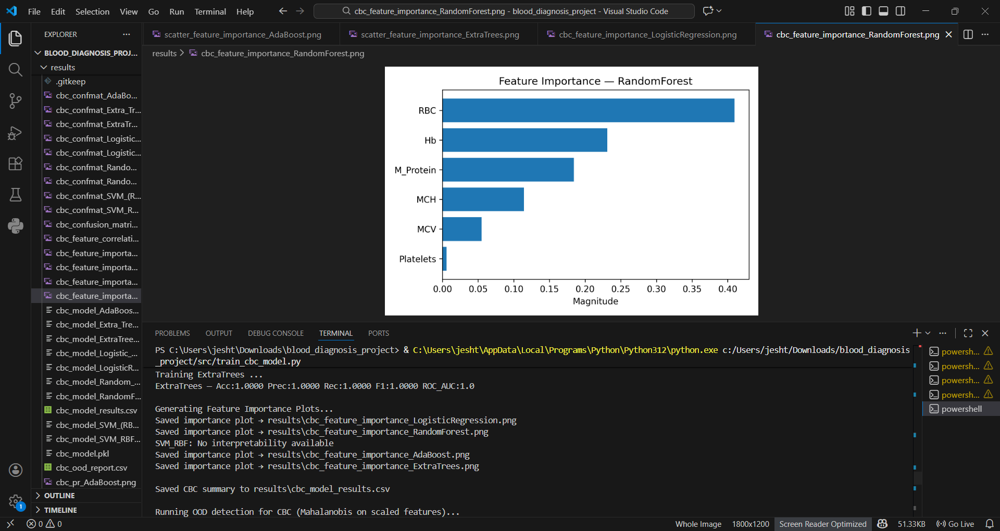 File Edit Selection View Go Run Terminal Help
cbc_feature_importance_RandomForest.png - blood_diagnosis_project - Visual Studio Code
EXPLORER
BLOOD_DIAGNOSIS_PROJ...
results
.gitkeep
cbc_confmat_AdaBo...
cbc_confmat_Extra_Tr...
cbc_confmat_ExtraTr...
cbc_confmat_Logistic...
cbc_confmat_Logistic...
cbc_confmat_Rando...
cbc_confmat_Rando...
cbc_confmat_SVM_(R...
cbc_confmat_SVM_R...
cbc_confusion_matri...
cbc_feature_correlati...
cbc_feature_importa...
cbc_feature_importa...
cbc_feature_importa...
cbc_feature_importa...
cbc_model_AdaBoos...
cbc_model_Extra_Tre...
cbc_model_ExtraTree...
cbc_model_Logistic_...
cbc_model_LogisticR...
cbc_model_Random_...
cbc_model_RandomF...
cbc_model_results.csv
cbc_model_SVM_(RB...
cbc_model_SVM_RBF...
cbc_model.pkl
cbc_ood_report.csv
cbc_pr_AdaBoost.png
OUTLINE
TIMELINE
1
scatter_feature_importance_AdaBoost.png
scatter_feature_importance_ExtraTrees.png
cbc_feature_importance_LogisticRegression.png
cbc_feature_importance_RandomForest.png
results > cbc_feature_importance_RandomForest.png
Feature Importance — RandomForest
RBC
Hb
M_Protein
MCH
MCV
Platelets
0.00 0.05 0.10 0.15 0.20 0.25 0.30 0.35 0.40
Magnitude
PROBLEMS OUTPUT DEBUG CONSOLE TERMINAL PORTS
PS C:\Users\jesht\Downloads\blood_diagnosis_project> & C:\Users\jesht\AppData\Local\Programs\Python\Python312\python.exe c:/Users/jesht/Downloads/blood_diagnosis
_project/src/train_cbc_model.py
Training ExtraTrees ...
ExtraTrees — Acc:1.0000 Prec:1.0000 Rec:1.0000 F1:1.0000 ROC_AUC:1.0
Generating Feature Importance Plots...
Saved importance plot → results\cbc_feature_importance_LogisticRegression.png
Saved importance plot → results\cbc_feature_importance_RandomForest.png
SVM_RBF: No interpretability available
Saved importance plot → results\cbc_feature_importance_AdaBoost.png
Saved importance plot → results\cbc_feature_importance_ExtraTrees.png
Saved CBC summary to results\cbc_model_results.csv
Running OOD detection for CBC (Mahalanobis on scaled features)...
powersh...
powersh...
powersh...
powersh...
powershell
0 0
Whole Image 1800x1200 Screen Reader Optimized 51.33KB Go Live